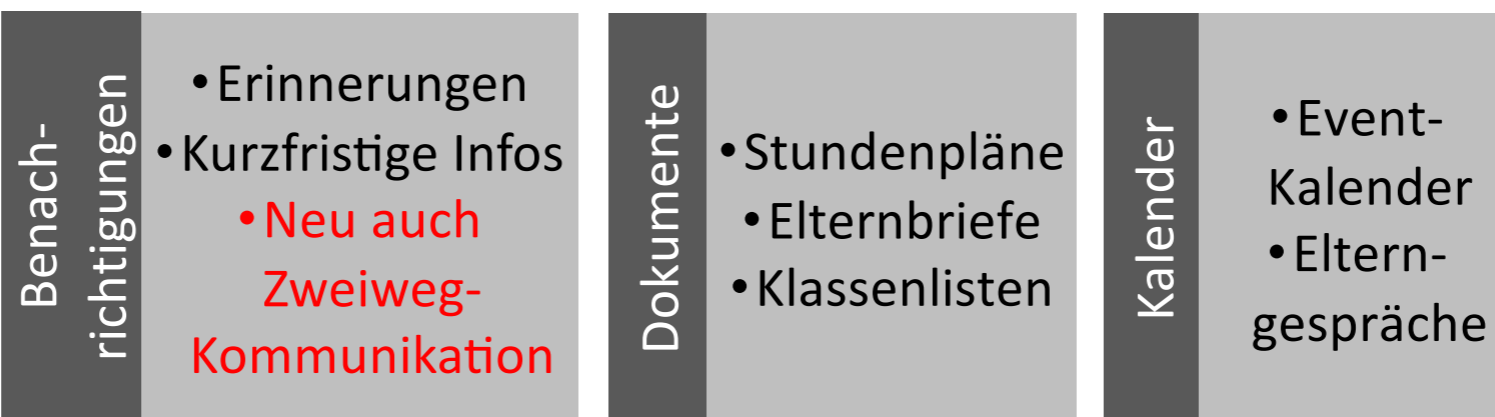 Benach-
richtigungen
•Erinnerungen
•Kurzfristige Infos
•Neu auch
Zweiweg-
Kommunikation
Dokumente
•Stundenpläne
•Elternbriefe
•Klassenlisten
Kalender
•Event-
Kalender
•Eltern-
gespräche